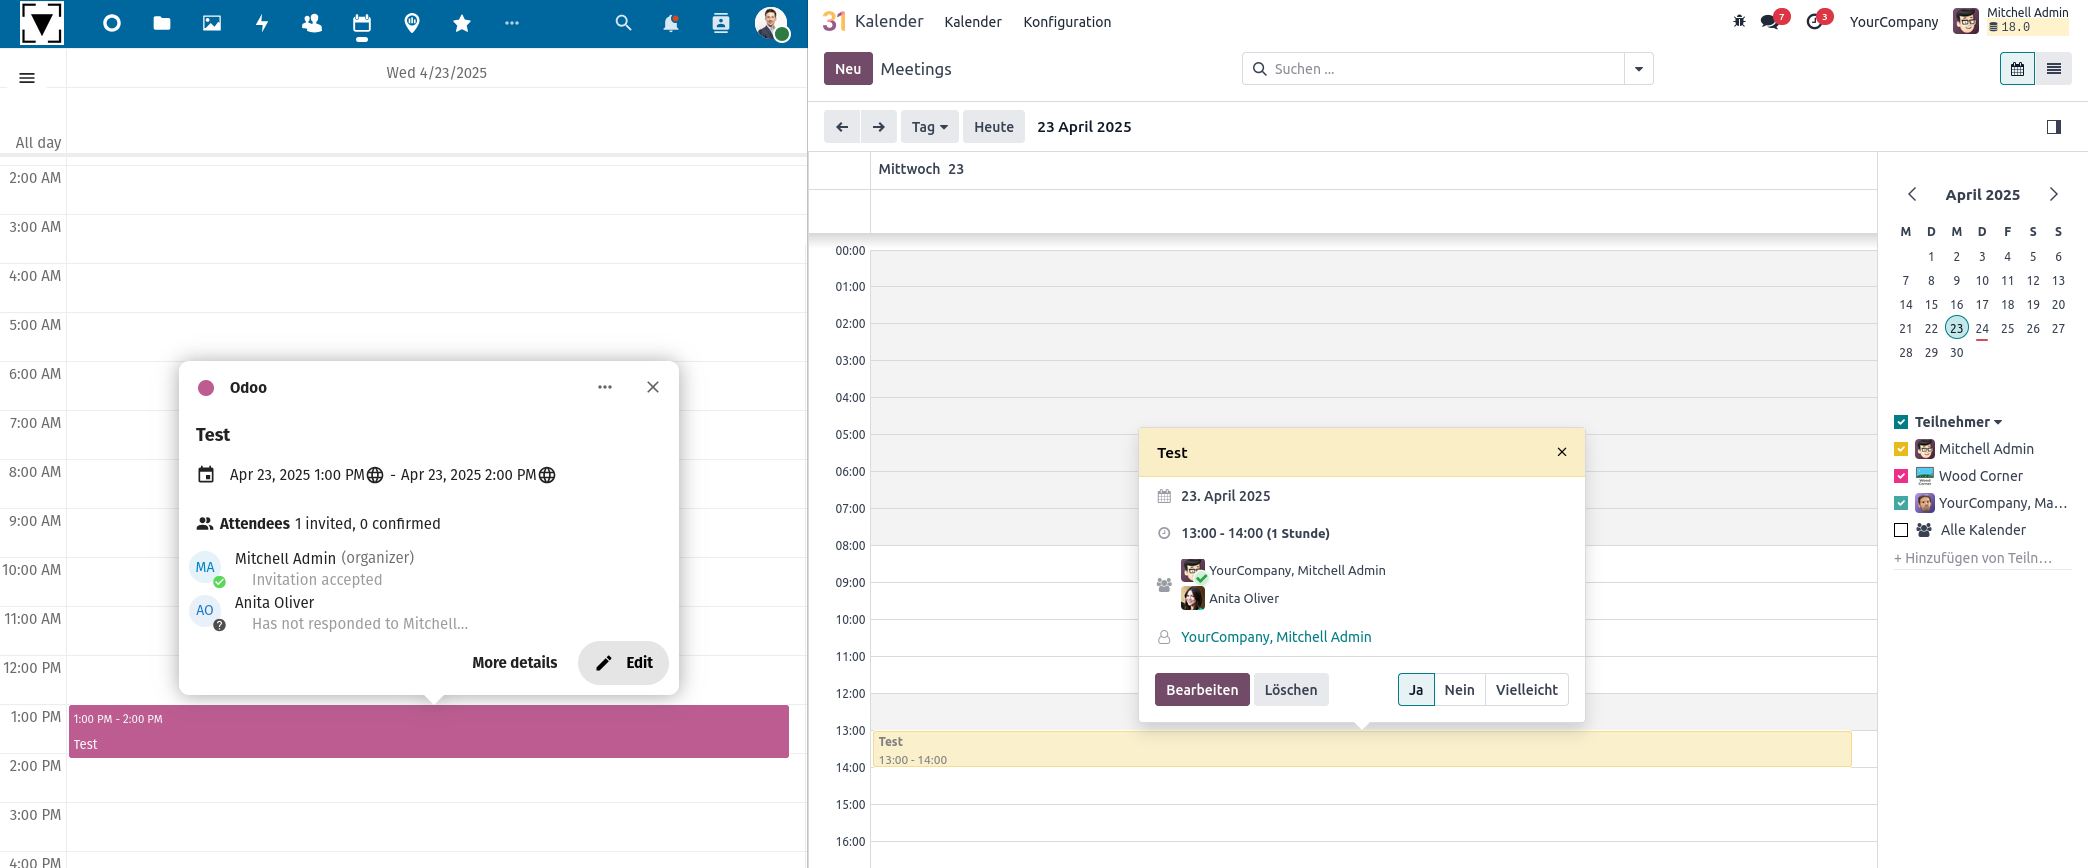 Wed 4/23/2025
All day
2:00 AM
3:00 AM
4:00 AM
5:00 AM
6:00 AM
7:00 AM
8:00 AM
9:00 AM
10:00 AM
11:00 AM
12:00 PM
1:00 PM
2:00 PM
3:00 PM
4:00 PM
Odoo
Test
Apr 23, 2025 1:00 PM - Apr 23, 2025 2:00 PM
Attendees 1 invited, 0 confirmed
MA
Mitchell Admin (organizer)
Invitation accepted
AO
Anita Oliver
Has not responded to Mitchell...
More details
Edit
1:00 PM - 2:00 PM
Test
31 Kalender Kalender Konfiguration
7
3
YourCompany
Mitchell Admin
18.0
Neu
Meetings
Suchen ...
Tag
Heute
23 April 2025
Mittwoch 23
00:00
01:00
02:00
03:00
04:00
05:00
06:00
07:00
08:00
09:00
10:00
11:00
12:00
13:00
14:00
15:00
16:00
Test
23. April 2025
13:00 - 14:00 (1 Stunde)
YourCompany, Mitchell Admin
Anita Oliver
YourCompany, Mitchell Admin
Bearbeiten Löschen Ja Nein Vielleicht
Test
13:00 - 14:00
April 2025
M D M D F S S
1 2 3 4 5 6
7 8 9 10 11 12 13
14 15 16 17 18 19 20
21 22 23 24 25 26 27
28 29 30
Teilnehmer
Mitchell Admin
Wood Corner
YourCompany, Ma...
Alle Kalender
+ Hinzufügen von Teiln...